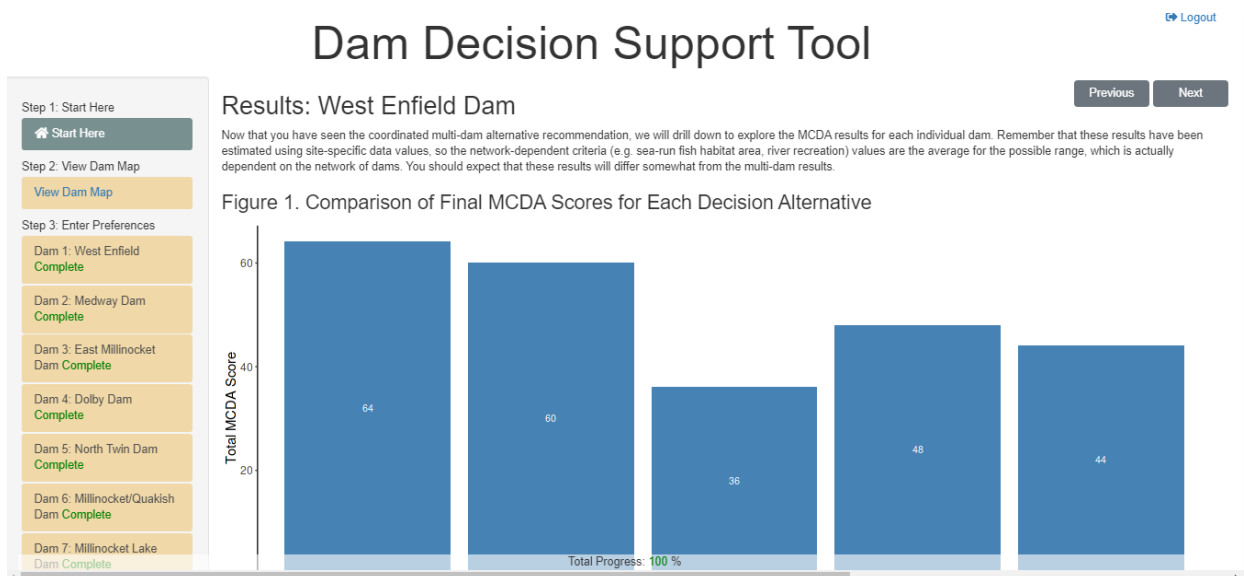 Logout
Dam Decision Support Tool
Previous
Next
Step 1: Start Here
Start Here
Step 2: View Dam Map
View Dam Map
Step 3: Enter Preferences
Dam 1: West Enfield
Complete
Dam 2: Medway Dam
Complete
Dam 3: East Millinocket
Dam Complete
Dam 4: Dolby Dam
Complete
Dam 5: North Twin Dam
Complete
Dam 6: Millinocket/Quakish
Dam Complete
Dam 7: Millinocket Lake
Dam Complete
Results: West Enfield Dam
Now that you have seen the coordinated multi-dam alternative recommendation, we will drill down to explore the MCDA results for each individual dam. Remember that these results have been
estimated using site-specific data values, so the network-dependent criteria (e.g. sea-run fish habitat area, river recreation) values are the average for the possible range, which is actually
dependent on the network of dams. You should expect that these results will differ somewhat from the multi-dam results.
Figure 1. Comparison of Final MCDA Scores for Each Decision Alternative
Total MCDA Score
60
40
20
64
60
36
48
44
Total Progress: 100 %